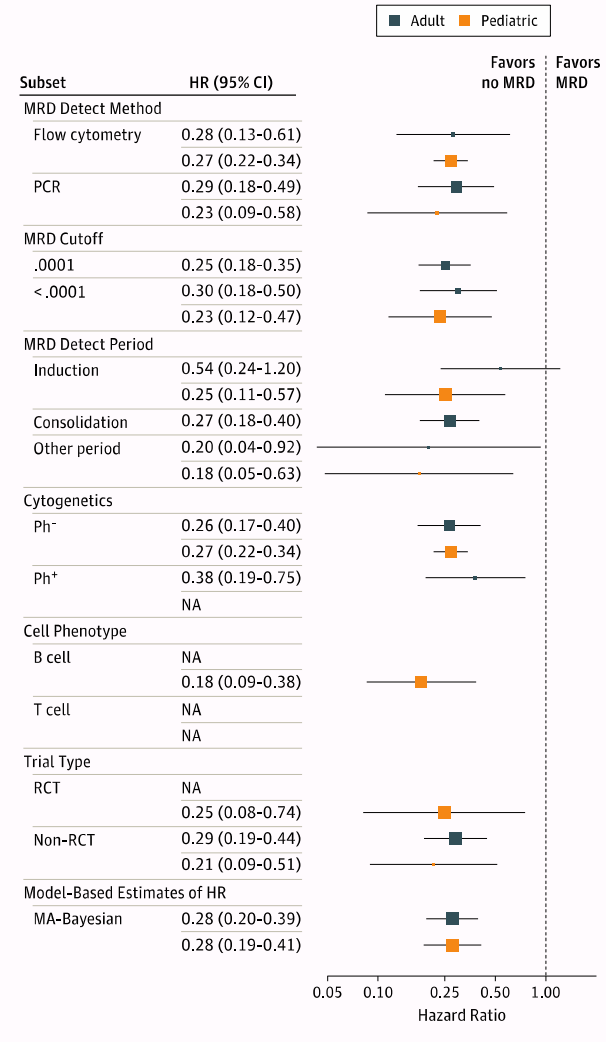 Adult Pediatric
Favors no MRD
Favors MRD
Subset HR (95% CI)
MRD Detect Method
Flow cytometry 0.28 (0.13-0.61)
0.27 (0.22-0.34)
PCR 0.29 (0.18-0.49)
0.23 (0.09-0.58)
MRD Cutoff
.0001 0.25 (0.18-0.35)
<.0001 0.30 (0.18-0.50)
0.23 (0.12-0.47)
MRD Detect Period
Induction 0.54 (0.24-1.20)
0.25 (0.11-0.57)
Consolidation 0.27 (0.18-0.40)
Other period 0.20 (0.04-0.92)
0.18 (0.05-0.63)
Cytogenetics
Ph⁻ 0.26 (0.17-0.40)
0.27 (0.22-0.34)
Ph⁺ 0.38 (0.19-0.75)
NA
Cell Phenotype
B cell NA
0.18 (0.09-0.38)
T cell NA
NA
Trial Type
RCT NA
0.25 (0.08-0.74)
Non-RCT 0.29 (0.19-0.44)
0.21 (0.09-0.51)
Model-Based Estimates of HR
MA-Bayesian 0.28 (0.20-0.39)
0.28 (0.19-0.41)
0.05 0.10 0.25 0.50 1.00
Hazard Ratio